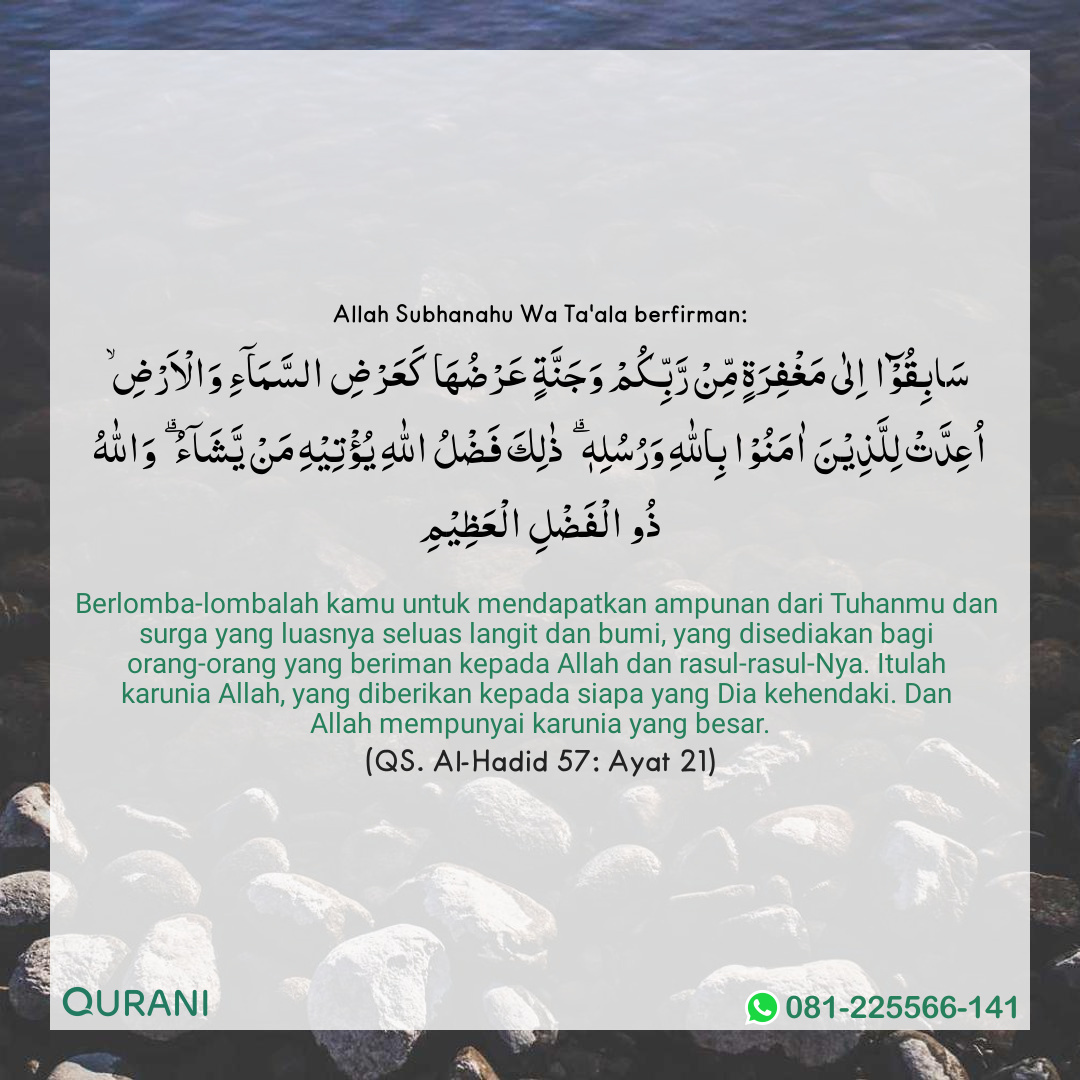 Allah Subhanahu Wa Ta'ala berfirman:
سَابِقُوْٓا اِلٰى مَغْفِرَةٍ مِّنْ رَّبِّكُمْ وَجَنَّةٍ عَرْضُهَا كَعَرْضِ السَّمَآءِ وَالْاَرْضِۙ
اُعِدَّتْ لِلَّذِيْنَ اٰمَنُوْا بِاللّٰهِ وَرُسُلِهٖۗ ذٰلِكَ فَضْلُ اللّٰهِ يُؤْتِيْهِ مَنْ يَّشَاۤءُۗ وَاللّٰهُ
ذُو الْفَضْلِ الْعَظِيْمِ
Berlomba-lombalah kamu untuk mendapatkan ampunan dari Tuhanmu dan
surga yang luasnya seluas langit dan bumi, yang disediakan bagi
orang-orang yang beriman kepada Allah dan rasul-rasul-Nya. Itulah
karunia Allah, yang diberikan kepada siapa yang Dia kehendaki. Dan
Allah mempunyai karunia yang besar.
(QS. Al-Hadid 57: Ayat 21)
QURANI
081-225566-141